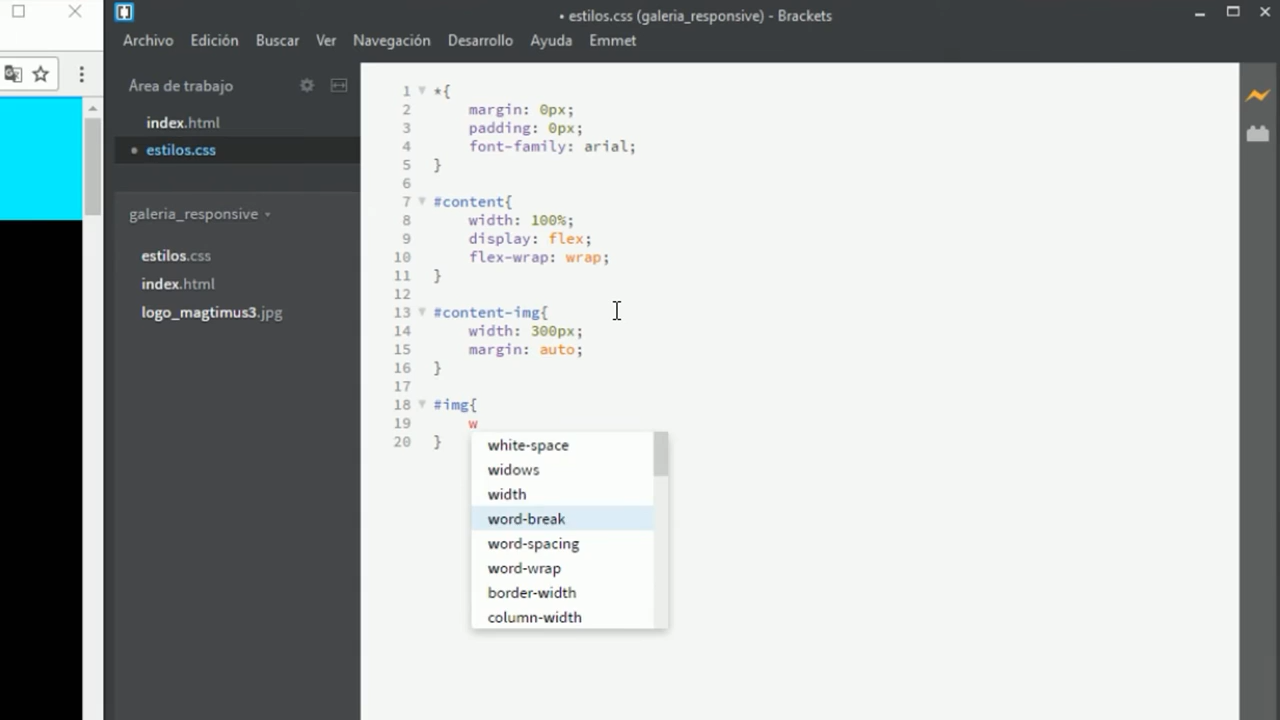 • estilos.css (galeria_responsive) - Brackets
Archivo Edición Buscar Ver Navegación Desarrollo Ayuda Emmet
Área de trabajo
index.html
• estilos.css
galeria_responsive
estilos.css
index.html
logo_magtimus3.jpg
1 *{
2 margin: 0px;
3 padding: 0px;
4 font-family: arial;
5 }
6
7 #content{
8 width: 100%;
9 display: flex;
10 flex-wrap: wrap;
11 }
12
13 #content-img{
14 width: 300px;
15 margin: auto;
16 }
17
18 #img{
19 w
20 }
white-space
widows
width
word-break
word-spacing
word-wrap
border-width
column-width